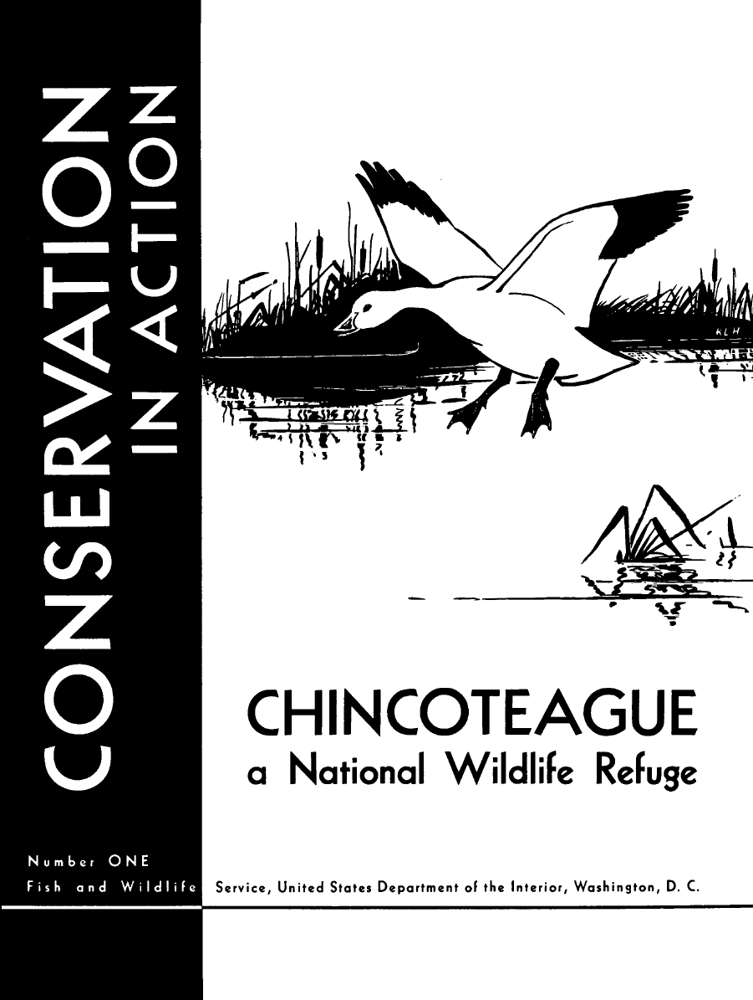 CONSERVATION
IN ACTION
KLH
CHINCOTEAGUE
a National Wildlife Refuge
Number ONE
Fish and Wildlife Service, United States Department of the Interior, Washington, D. C.